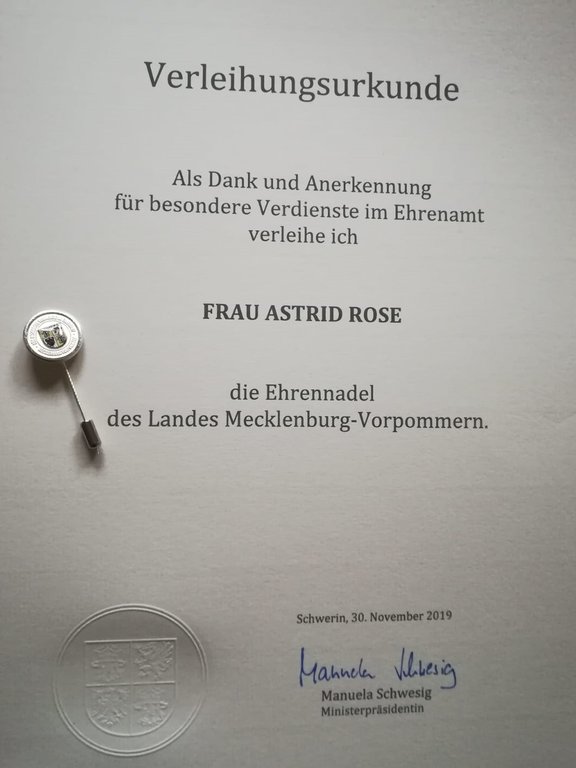 Verleihungsurkunde
Als Dank und Anerkennung
für besondere Verdienste im Ehrenamt
verleihe ich
FRAU ASTRID ROSE
die Ehrennadel
des Landes Mecklenburg-Vorpommern.
Schwerin, 30. November 2019
Manuela Schwesig
Manuela Schwesig
Ministerpräsidentin